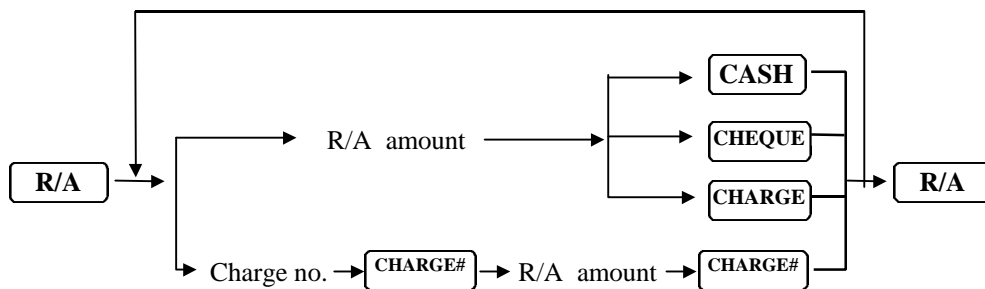 CASH
R/A amount
CHEQUE
R/A
CHARGE
R/A
Charge no.
CHARGE#
R/A amount
CHARGE#